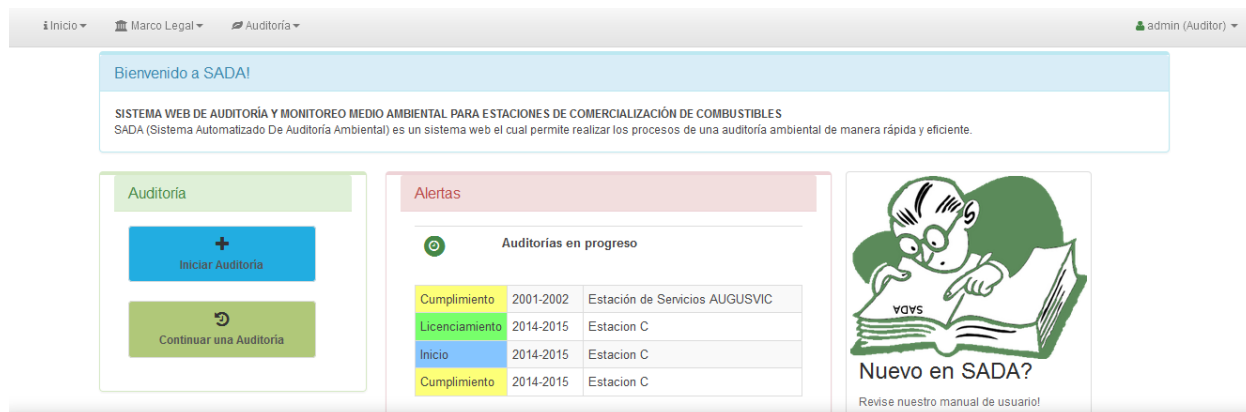 Inicio
Marco Legal
Auditoría
admin (Auditor)
Bienvenido a SADA!
SISTEMA WEB DE AUDITORÌA Y MONITOREO MEDIO AMBIENTAL PARA ESTACIONES DE COMERCIALIZACIÓN DE COMBUSTIBLES
SADA (Sistema Automatizado De Auditoría Ambiental) es un sistema web el cual permite realizar los procesos de una auditoría ambiental de manera rápida y eficiente.
Auditoría
Iniciar Auditoría
Continuar una Auditoría
Alertas
Auditorías en progreso
Cumplimiento 2001-2002 Estación de Servicios AUGUSVIC
Licenciamiento 2014-2015 Estacion C
Inicio 2014-2015 Estacion C
Cumplimiento 2014-2015 Estacion C
SADA
Nuevo en SADA?
Revise nuestro manual de usuario!